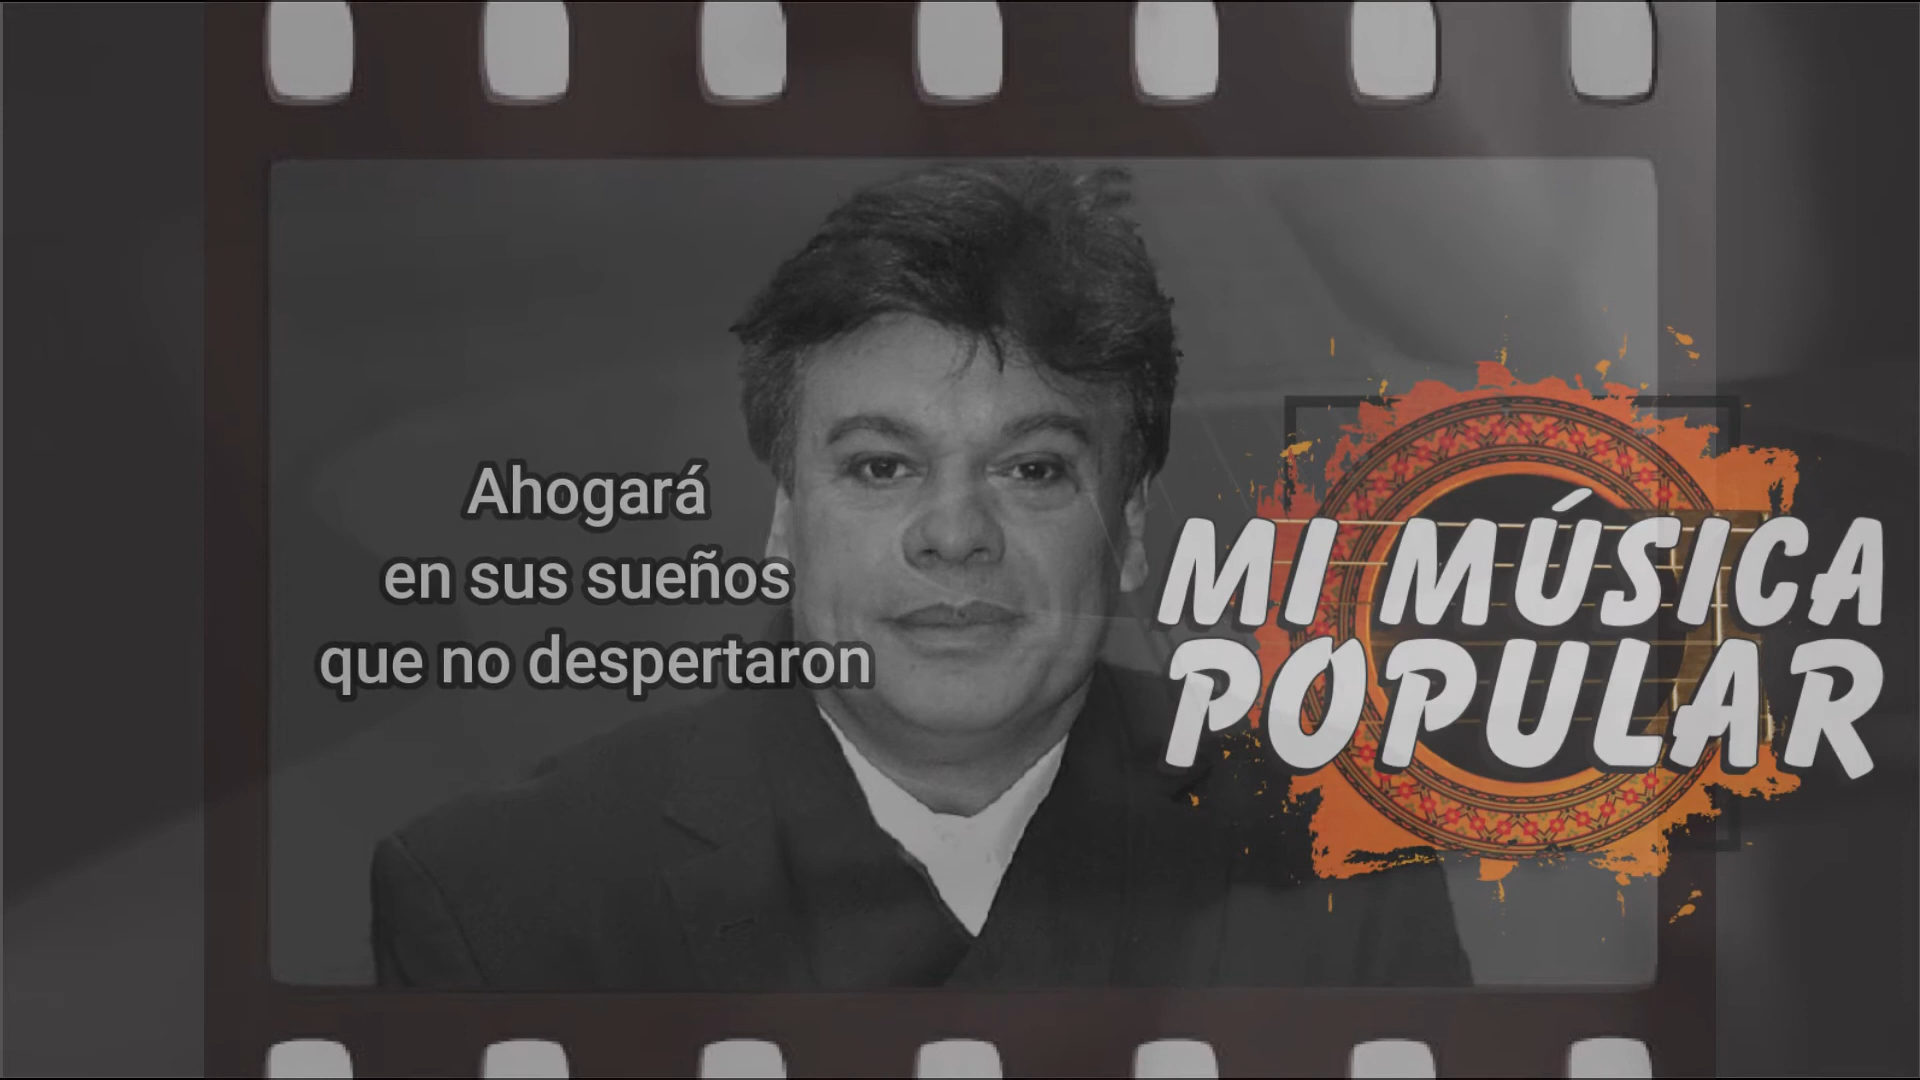 Ahogará
en sus sueños
que no despertaron
MI MÚSICA
POPULAR